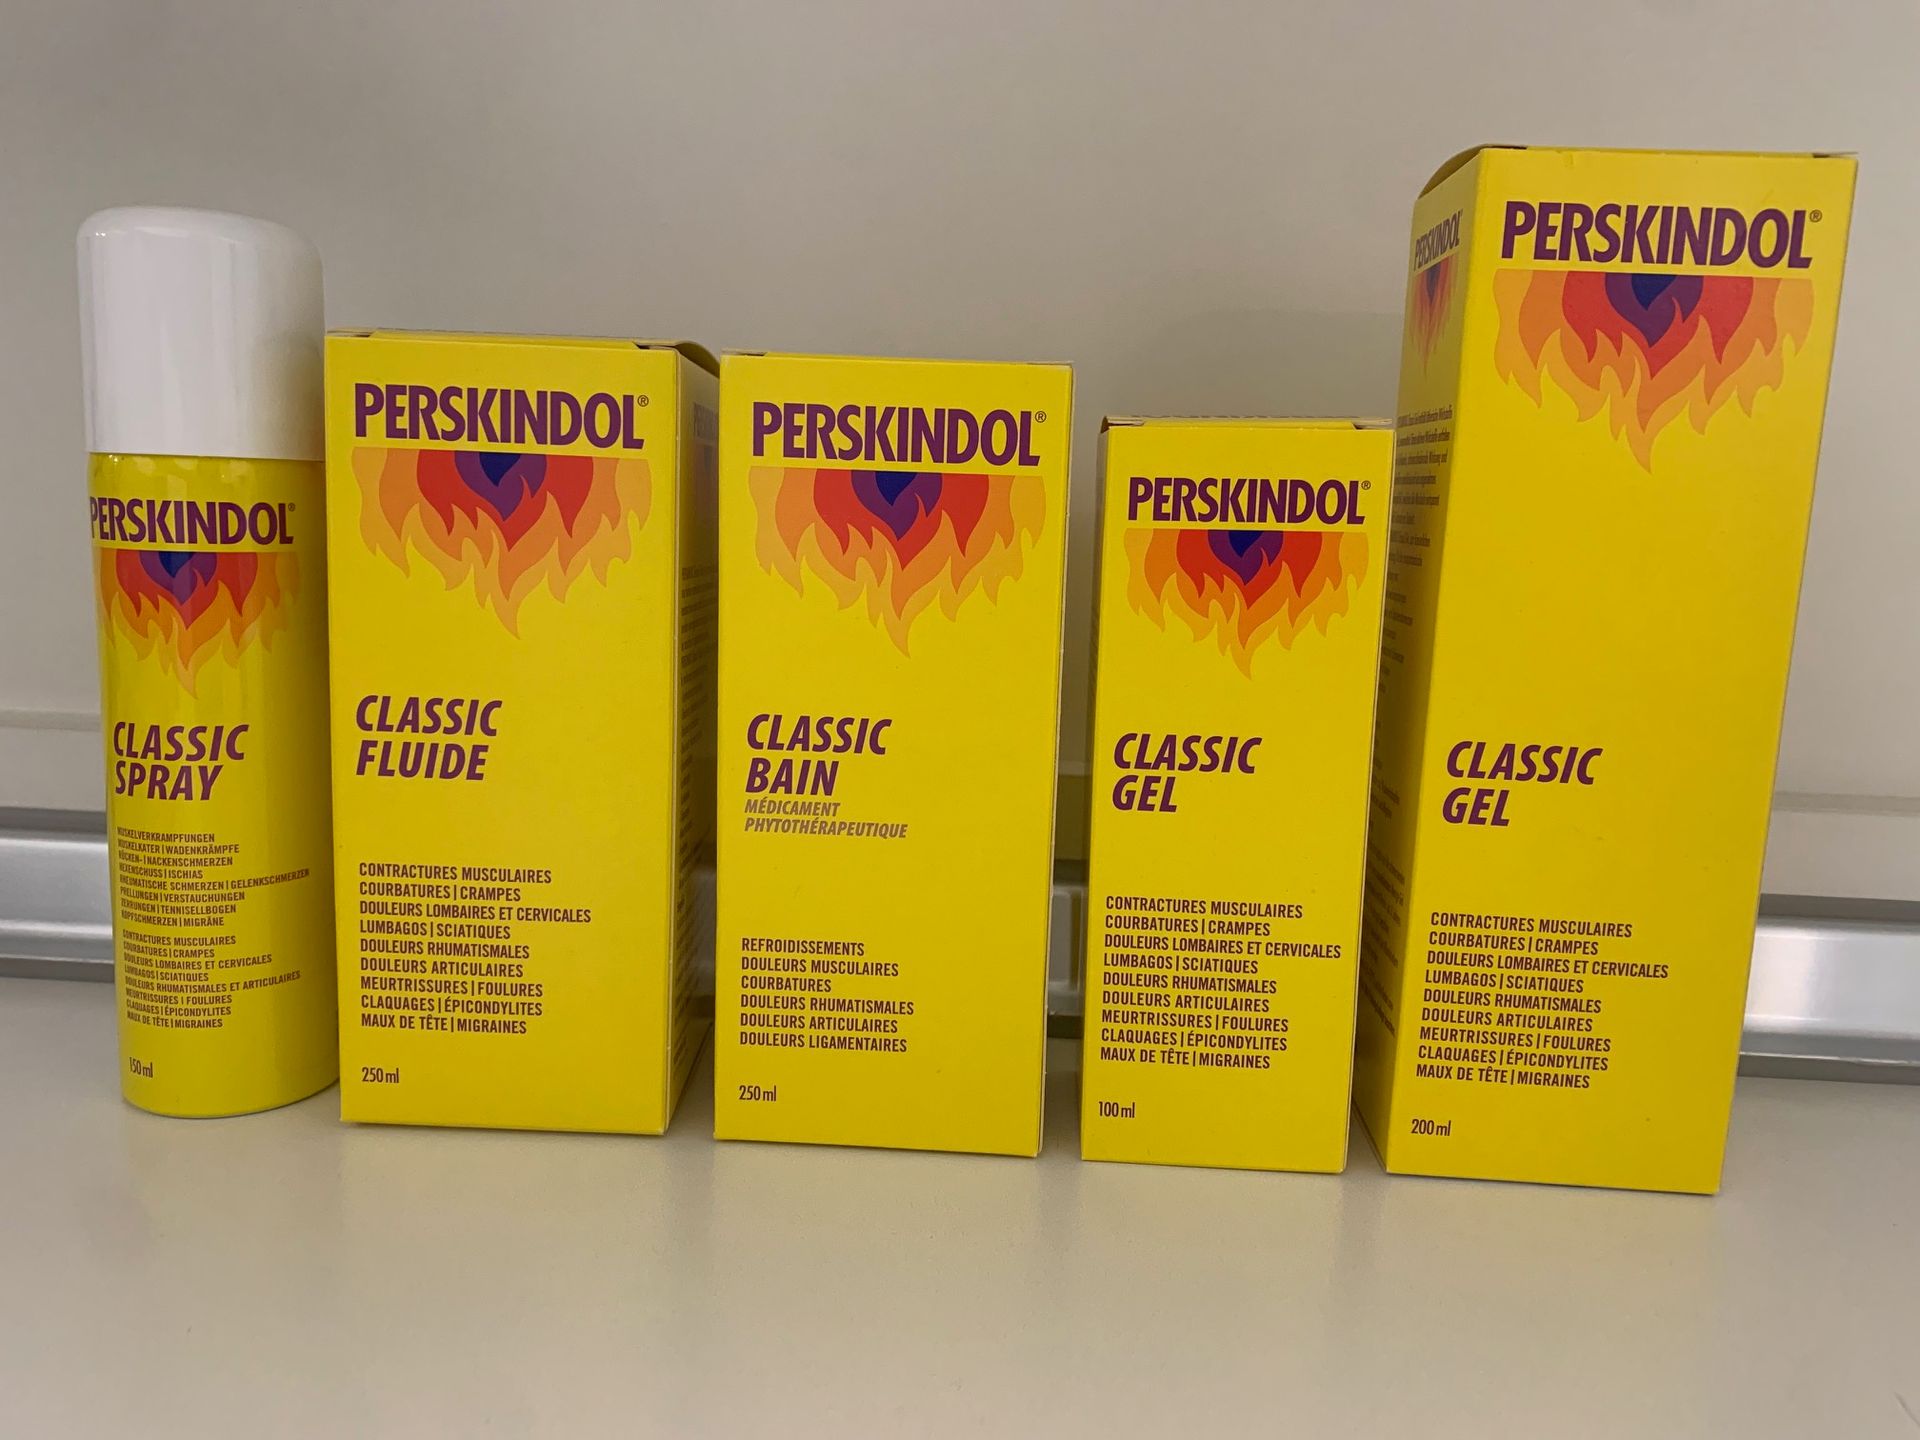 PERSKINDOL®
CLASSIC
SPRAY
MUSKELVERKRAMPFUNGEN
MUSKELKATER | WADENKRÄMPFE
RÜCKEN- | NACKENSCHMERZEN
HEXENSCHUSS | ISCHIAS
RHEUMATISCHE SCHMERZEN | GELENKSCHMERZEN
PRELLUNGEN | VERSTAUCHUNGEN
ZERRUNGEN | TENNISELLBOGEN
KOPFSCHMERZEN | MIGRÄNE
CONTRACTURES MUSCULAIRES
COURBATURES | CRAMPES
DOULEURS LOMBAIRES ET CERVICALES
LUMBAGOS | SCIATIQUES
DOULEURS RHUMATISMALES ET ARTICULAIRES
MEURTRISSURES | FOULURES
CLAQUAGES | ÉPICONDYLITES
MAUX DE TÊTE | MIGRAINES
150 ml
PERSKINDOL®
CLASSIC
FLUIDE
CONTRACTURES MUSCULAIRES
COURBATURES | CRAMPES
DOULEURS LOMBAIRES ET CERVICALES
LUMBAGOS | SCIATIQUES
DOULEURS RHUMATISMALES
DOULEURS ARTICULAIRES
MEURTRISSURES | FOULURES
CLAQUAGES | ÉPICONDYLITES
MAUX DE TÊTE | MIGRAINES
250 ml
PERSKINDOL®
CLASSIC
BAIN
MÉDICAMENT
PHYTOTHÉRAPEUTIQUE
REFROIDISSEMENTS
DOULEURS MUSCULAIRES
COURBATURES
DOULEURS RHUMATISMALES
DOULEURS ARTICULAIRES
DOULEURS LIGAMENTAIRES
250 ml
PERSKINDOL®
CLASSIC
GEL
CONTRACTURES MUSCULAIRES
COURBATURES | CRAMPES
DOULEURS LOMBAIRES ET CERVICALES
LUMBAGOS | SCIATIQUES
DOULEURS RHUMATISMALES
DOULEURS ARTICULAIRES
MEURTRISSURES | FOULURES
CLAQUAGES | ÉPICONDYLITES
MAUX DE TÊTE | MIGRAINES
100 ml
PERSKINDOL
PERSKINDOL®
CLASSIC
GEL
CONTRACTURES MUSCULAIRES
COURBATURES | CRAMPES
DOULEURS LOMBAIRES ET CERVICALES
LUMBAGOS | SCIATIQUES
DOULEURS RHUMATISMALES
DOULEURS ARTICULAIRES
MEURTRISSURES | FOULURES
CLAQUAGES | ÉPICONDYLITES
MAUX DE TÊTE | MIGRAINES
200 ml